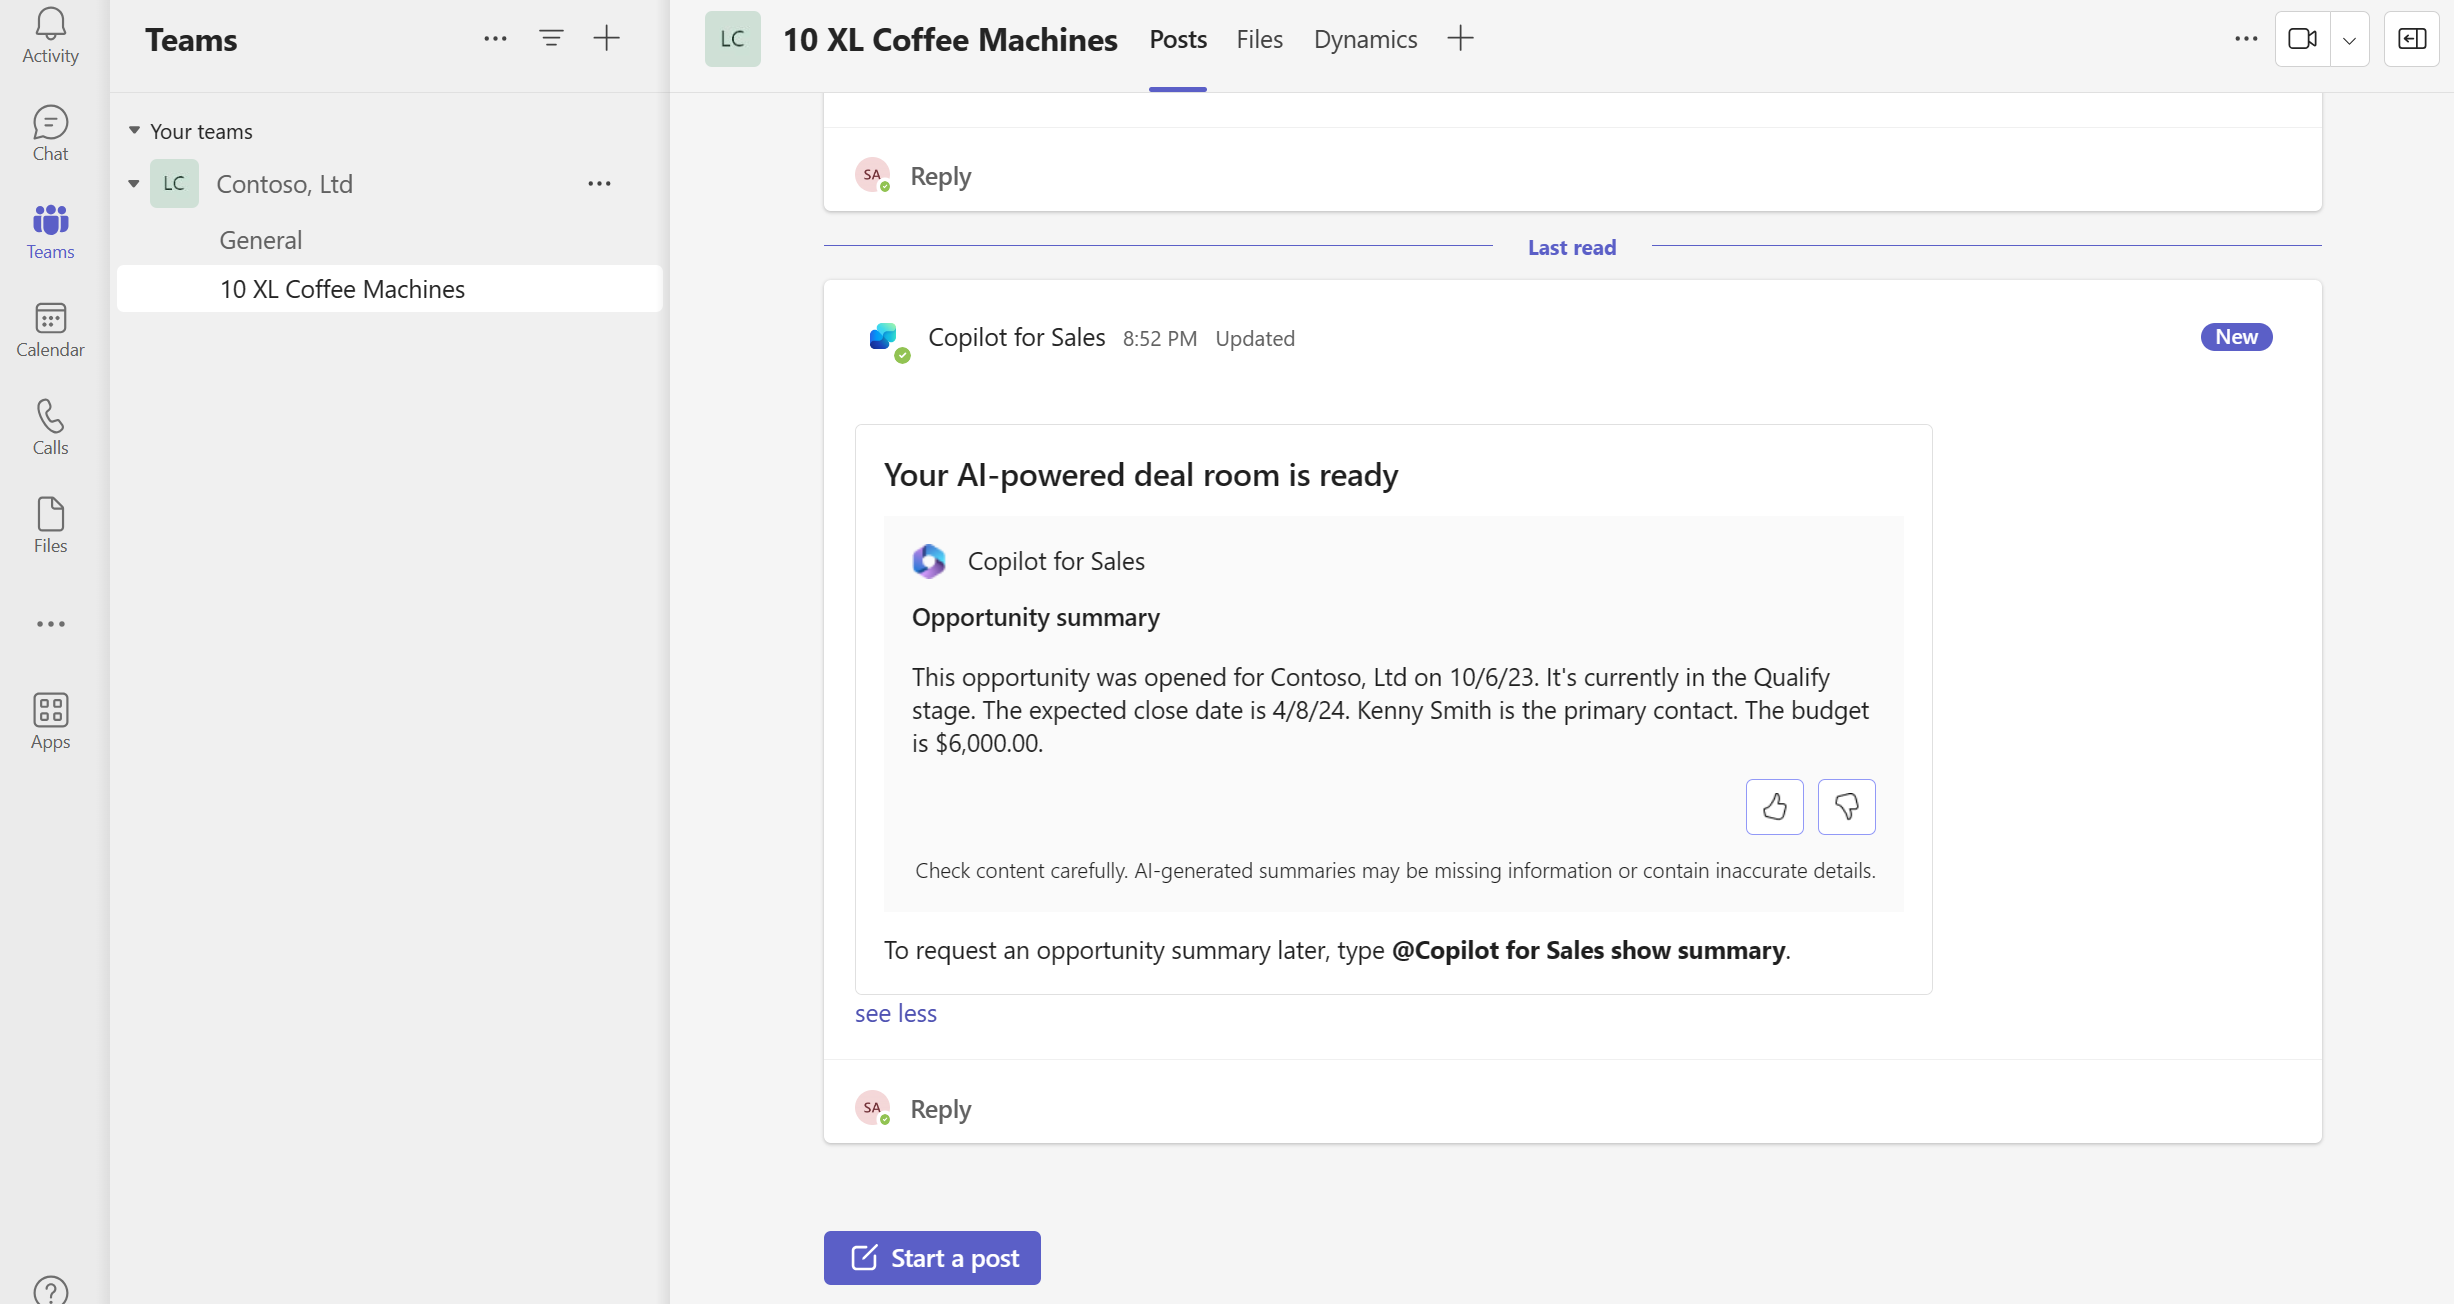 Activity
Chat
Teams
Calendar
Calls
Files
Apps
Teams
Your teams
LC Contoso, Ltd
General
10 XL Coffee Machines
LC 10 XL Coffee Machines Posts Files Dynamics
SA Reply
Last read
Copilot for Sales 8:52 PM Updated New
Your AI-powered deal room is ready
Copilot for Sales
Opportunity summary
This opportunity was opened for Contoso, Ltd on 10/6/23. It's currently in the Qualify
stage. The expected close date is 4/8/24. Kenny Smith is the primary contact. The budget
is $6,000.00.
Check content carefully. AI-generated summaries may be missing information or contain inaccurate details.
To request an opportunity summary later, type @Copilot for Sales show summary.
see less
SA Reply
Start a post